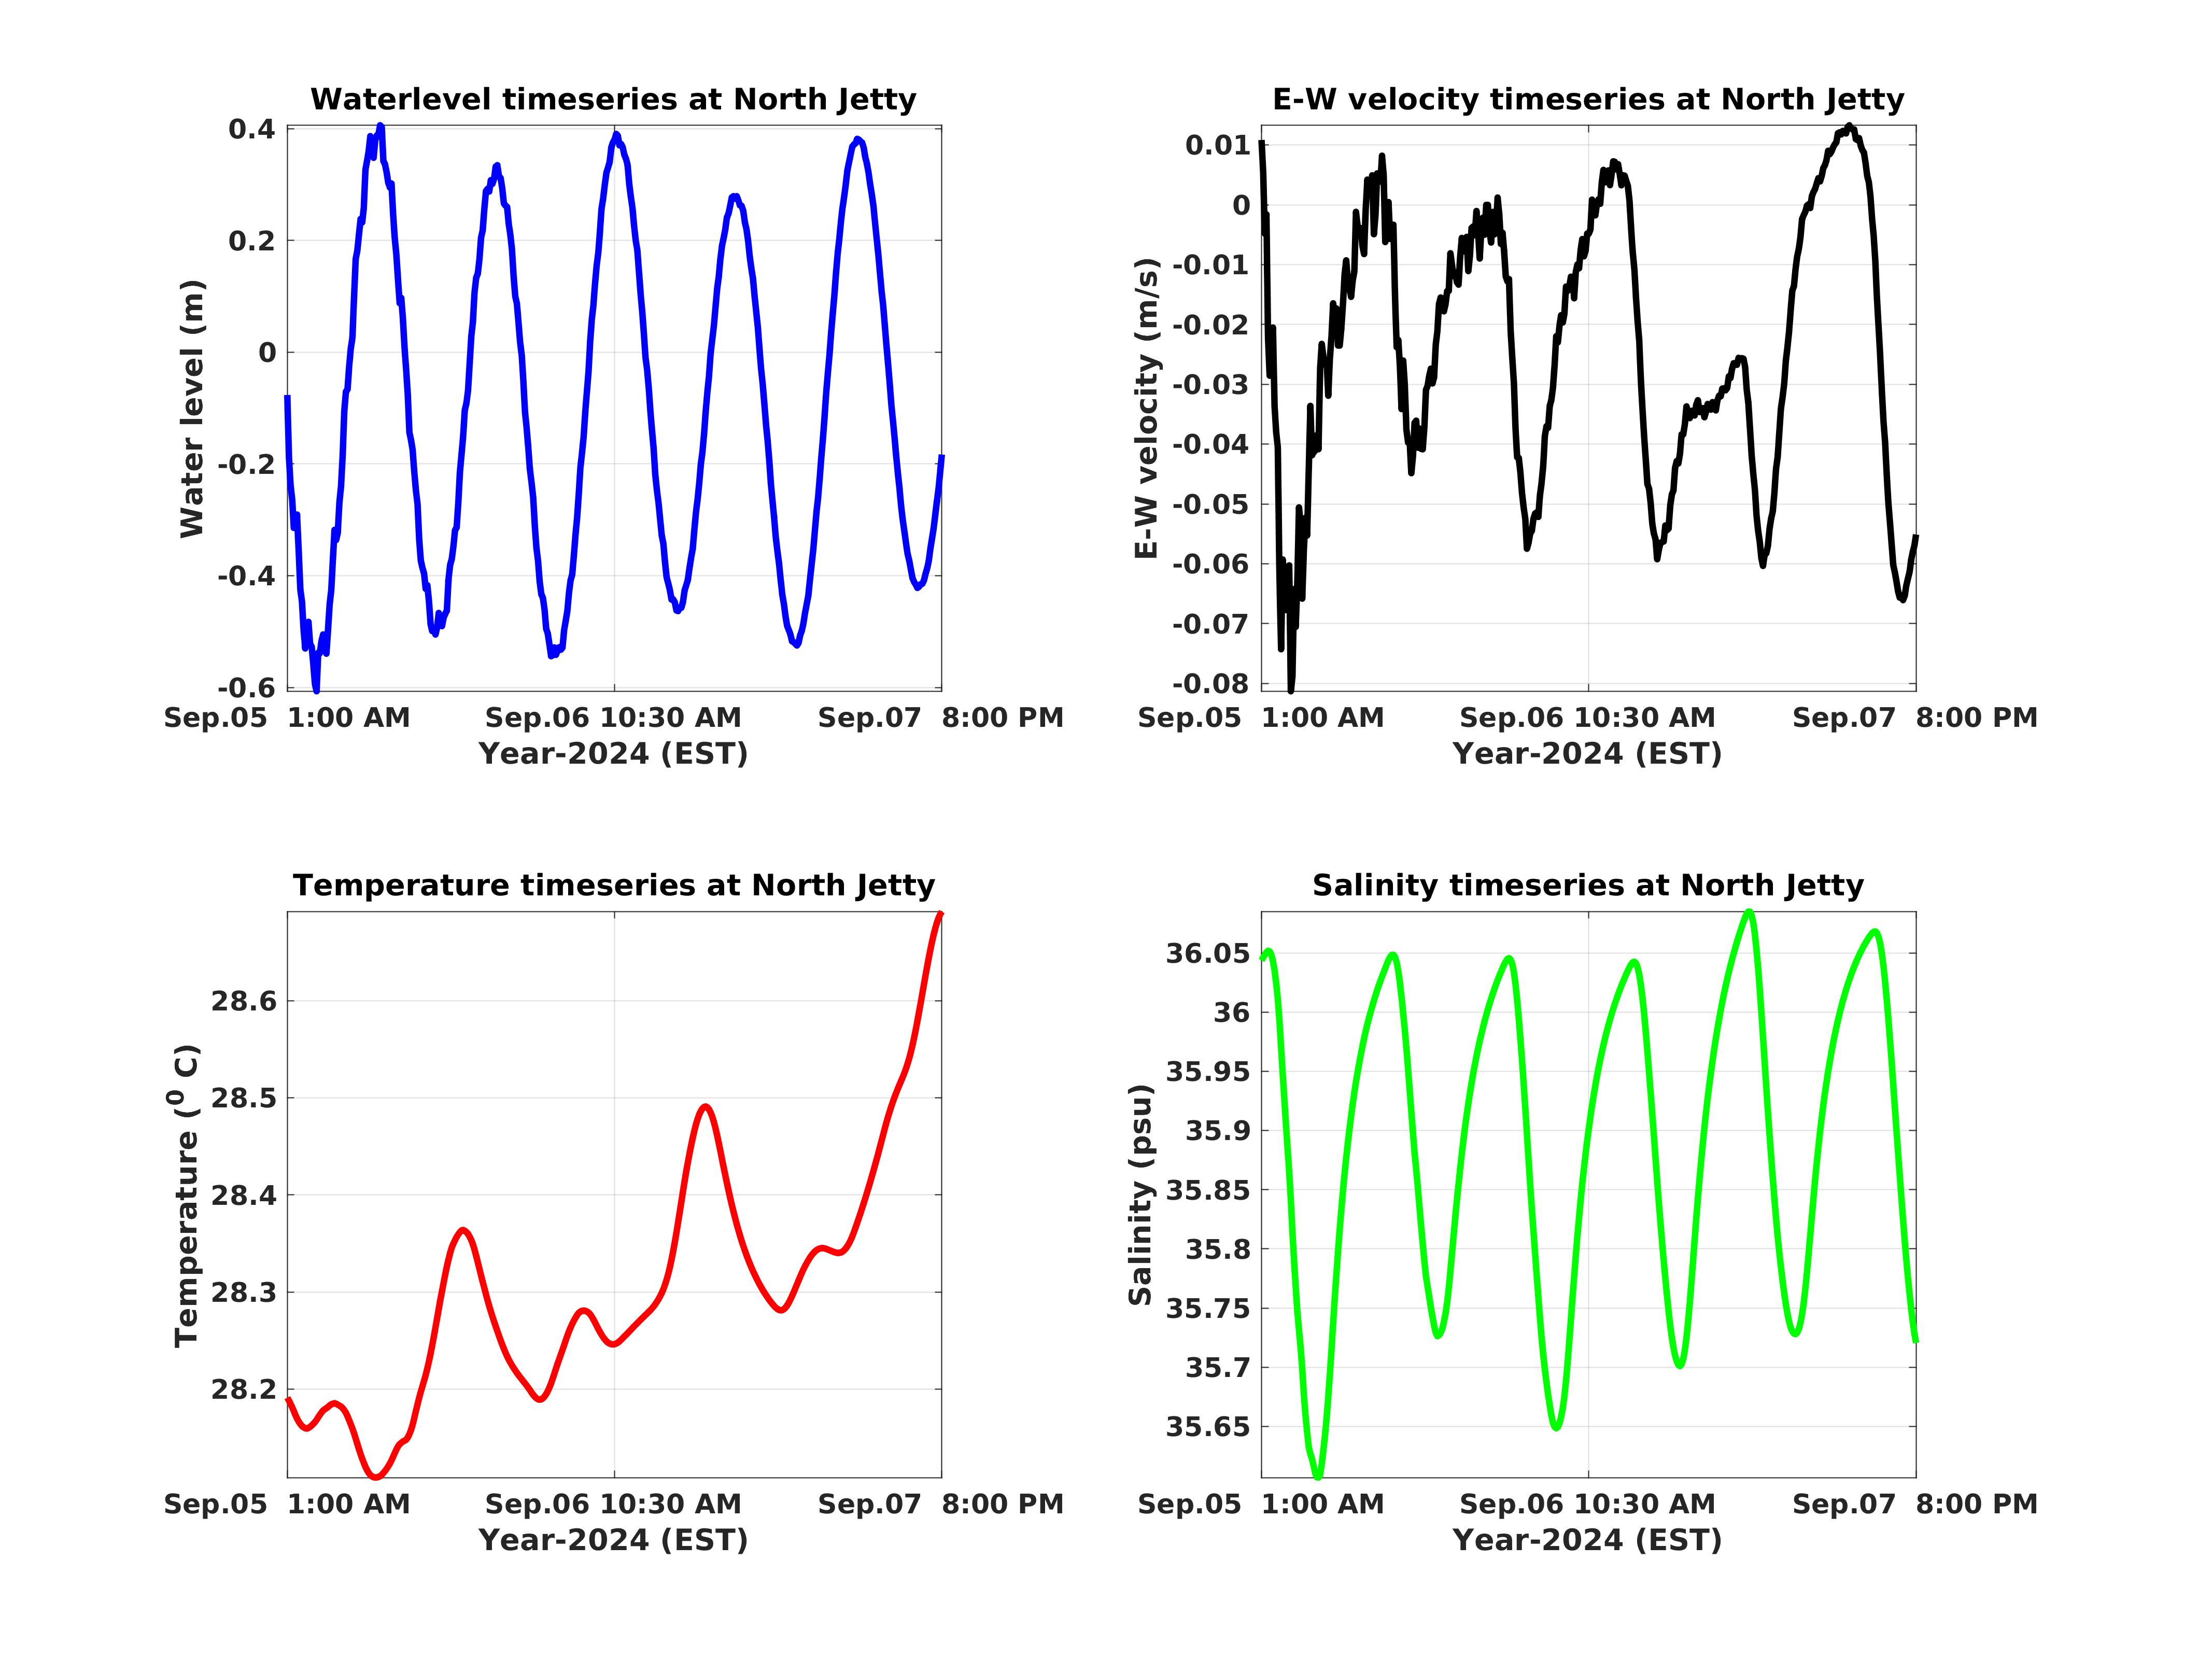 Waterlevel timeseries at North Jetty
0.4
0.2
0
-0.2
-0.4
-0.6
Water level (m)
Sep.05 1:00 AM Sep.06 10:30 AM Sep.07 8:00 PM
Year-2024 (EST)
E-W velocity timeseries at North Jetty
0.01
0
-0.01
-0.02
-0.03
-0.04
-0.05
-0.06
-0.07
-0.08
E-W velocity (m/s)
Sep.05 1:00 AM Sep.06 10:30 AM Sep.07 8:00 PM
Year-2024 (EST)
Temperature timeseries at North Jetty
28.6
28.5
28.4
28.3
28.2
Temperature (⁰ C)
Sep.05 1:00 AM Sep.06 10:30 AM Sep.07 8:00 PM
Year-2024 (EST)
Salinity timeseries at North Jetty
36.05
36
35.95
35.9
35.85
35.8
35.75
35.7
35.65
Salinity (psu)
Sep.05 1:00 AM Sep.06 10:30 AM Sep.07 8:00 PM
Year-2024 (EST)